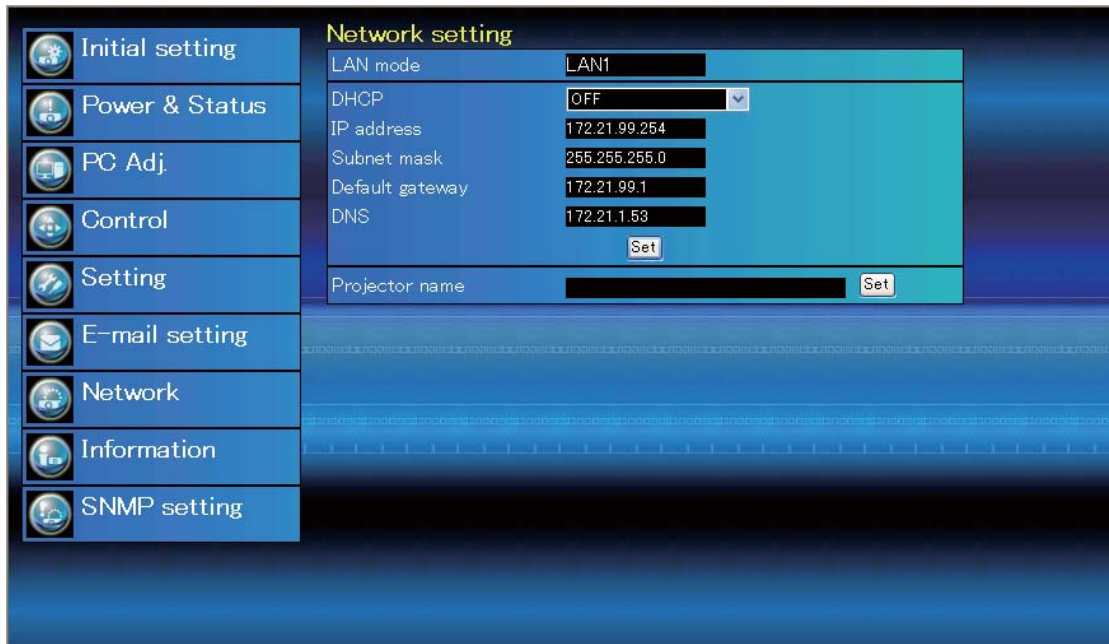 Initial setting
Power & Status
PC Adj.
Control
Setting
E-mail setting
Network
Information
SNMP setting
Network setting
LAN mode LAN1
DHCP OFF
IP address 172.21.99.254
Subnet mask 255.255.255.0
Default gateway 172.21.99.1
DNS 172.21.1.53
Set
Projector name Set